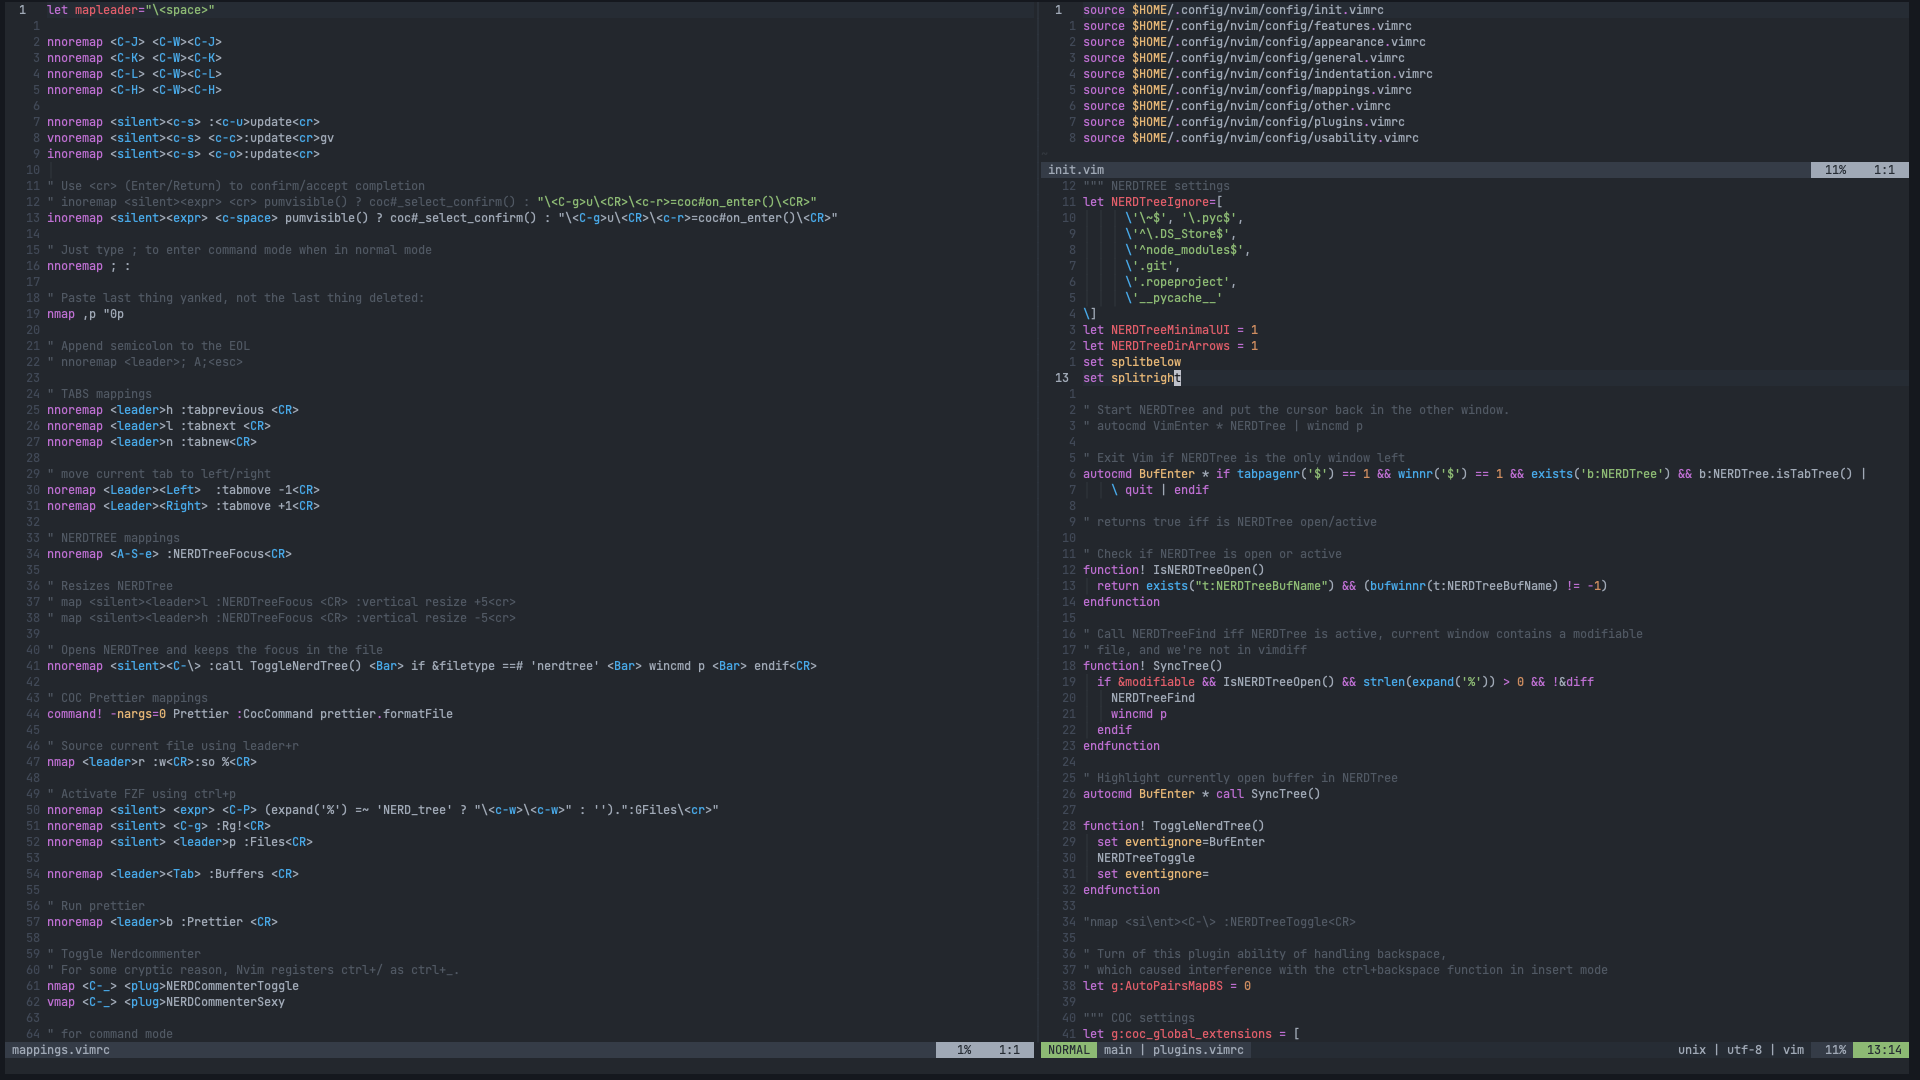 1 let mapleader="\<space>"
1
2 nnoremap <C-J> <C-W><C-J>
3 nnoremap <C-K> <C-W><C-K>
4 nnoremap <C-L> <C-W><C-L>
5 nnoremap <C-H> <C-W><C-H>
6
7 nnoremap <silent><c-s> :<c-u>update<cr>
8 vnoremap <silent><c-s> <c-c>:update<cr>gv
9 inoremap <silent><c-s> <c-o>:update<cr>
10
11 " Use <cr> (Enter/Return) to confirm/accept completion
12 " inoremap <silent><expr> <cr> pumvisible() ? coc#_select_confirm() : "\<C-g>u\<CR>\<c-r>=coc#on_enter()\<CR>"
13 inoremap <silent><expr> <c-space> pumvisible() ? coc#_select_confirm() : "\<C-g>u\<CR>\<c-r>=coc#on_enter()\<CR>"
14
15 " Just type ; to enter command mode when in normal mode
16 nnoremap ; :
17
18 " Paste last thing yanked, not the last thing deleted:
19 nmap ,p "0p
20
21 " Append semicolon to the EOL
22 " nnoremap <leader>; A;<esc>
23
24 " TABS mappings
25 nnoremap <leader>h :tabprevious <CR>
26 nnoremap <leader>l :tabnext <CR>
27 nnoremap <leader>n :tabnew<CR>
28
29 " move current tab to left/right
30 noremap <Leader><Left>  :tabmove -1<CR>
31 noremap <Leader><Right> :tabmove +1<CR>
32
33 " NERDTREE mappings
34 nnoremap <A-S-e> :NERDTreeFocus<CR>
35
36 " Resizes NERDTree
37 " map <silent><leader>l :NERDTreeFocus <CR> :vertical resize +5<cr>
38 " map <silent><leader>h :NERDTreeFocus <CR> :vertical resize -5<cr>
39
40 " Opens NERDTree and keeps the focus in the file
41 nnoremap <silent><C-\> :call ToggleNerdTree() <Bar> if &filetype ==# 'nerdtree' <Bar> wincmd p <Bar> endif<CR>
42
43 " COC Prettier mappings
44 command! -nargs=0 Prettier :CocCommand prettier.formatFile
45
46 " Source current file using leader+r
47 nmap <leader>r :w<CR>:so %<CR>
48
49 " Activate FZF using ctrl+p
50 nnoremap <silent> <expr> <C-P> (expand('%') =~ 'NERD_tree' ? "\<c-w>\<c-w>" : '').":GFiles\<cr>"
51 nnoremap <silent> <C-g> :Rg!<CR>
52 nnoremap <silent> <leader>p :Files<CR>
53
54 nnoremap <leader><Tab> :Buffers <CR>
55
56 " Run prettier
57 nnoremap <leader>b :Prettier <CR>
58
59 " Toggle Nerdcommenter
60 " For some cryptic reason, Nvim registers ctrl+/ as ctrl+_.
61 nmap <C-_> <plug>NERDCommenterToggle
62 vmap <C-_> <plug>NERDCommenterSexy
63
64 " for command mode
mappings.vimrc 1% 1:1
1 source $HOME/.config/nvim/config/init.vimrc
1 source $HOME/.config/nvim/config/features.vimrc
2 source $HOME/.config/nvim/config/appearance.vimrc
3 source $HOME/.config/nvim/config/general.vimrc
4 source $HOME/.config/nvim/config/indentation.vimrc
5 source $HOME/.config/nvim/config/mappings.vimrc
6 source $HOME/.config/nvim/config/other.vimrc
7 source $HOME/.config/nvim/config/plugins.vimrc
8 source $HOME/.config/nvim/config/usability.vimrc
~
init.vim 11% 1:1
12 """ NERDTREE settings
11 let NERDTreeIgnore=[
10 \'\~$', '\.pyc$',
9 \'^\.DS_Store$',
8 \'^node_modules$',
7 \'.git',
6 \'.ropeproject',
5 \'__pycache__'
4 \]
3 let NERDTreeMinimalUI = 1
2 let NERDTreeDirArrows = 1
1 set splitbelow
13 set splitright
1
2 " Start NERDTree and put the cursor back in the other window.
3 " autocmd VimEnter * NERDTree | wincmd p
4
5 " Exit Vim if NERDTree is the only window left
6 autocmd BufEnter * if tabpagenr('$') == 1 && winnr('$') == 1 && exists('b:NERDTree') && b:NERDTree.isTabTree() |
7 \ quit | endif
8
9 " returns true iff is NERDTree open/active
10
11 " Check if NERDTree is open or active
12 function! IsNERDTreeOpen()
13 return exists("t:NERDTreeBufName") && (bufwinnr(t:NERDTreeBufName) != -1)
14 endfunction
15
16 " Call NERDTreeFind iff NERDTree is active, current window contains a modifiable
17 " file, and we're not in vimdiff
18 function! SyncTree()
19 if &modifiable && IsNERDTreeOpen() && strlen(expand('%')) > 0 && !&diff
20 NERDTreeFind
21 wincmd p
22 endif
23 endfunction
24
25 " Highlight currently open buffer in NERDTree
26 autocmd BufEnter * call SyncTree()
27
28 function! ToggleNerdTree()
29 set eventignore=BufEnter
30 NERDTreeToggle
31 set eventignore=
32 endfunction
33
34 "nmap <si\ent><C-\> :NERDTreeToggle<CR>
35
36 " Turn of this plugin ability of handling backspace,
37 " which caused interference with the ctrl+backspace function in insert mode
38 let g:AutoPairsMapBS = 0
39
40 """ COC settings
41 let g:coc_global_extensions = [
NORMAL main | plugins.vimrc unix | utf-8 | vim 11% 13:14